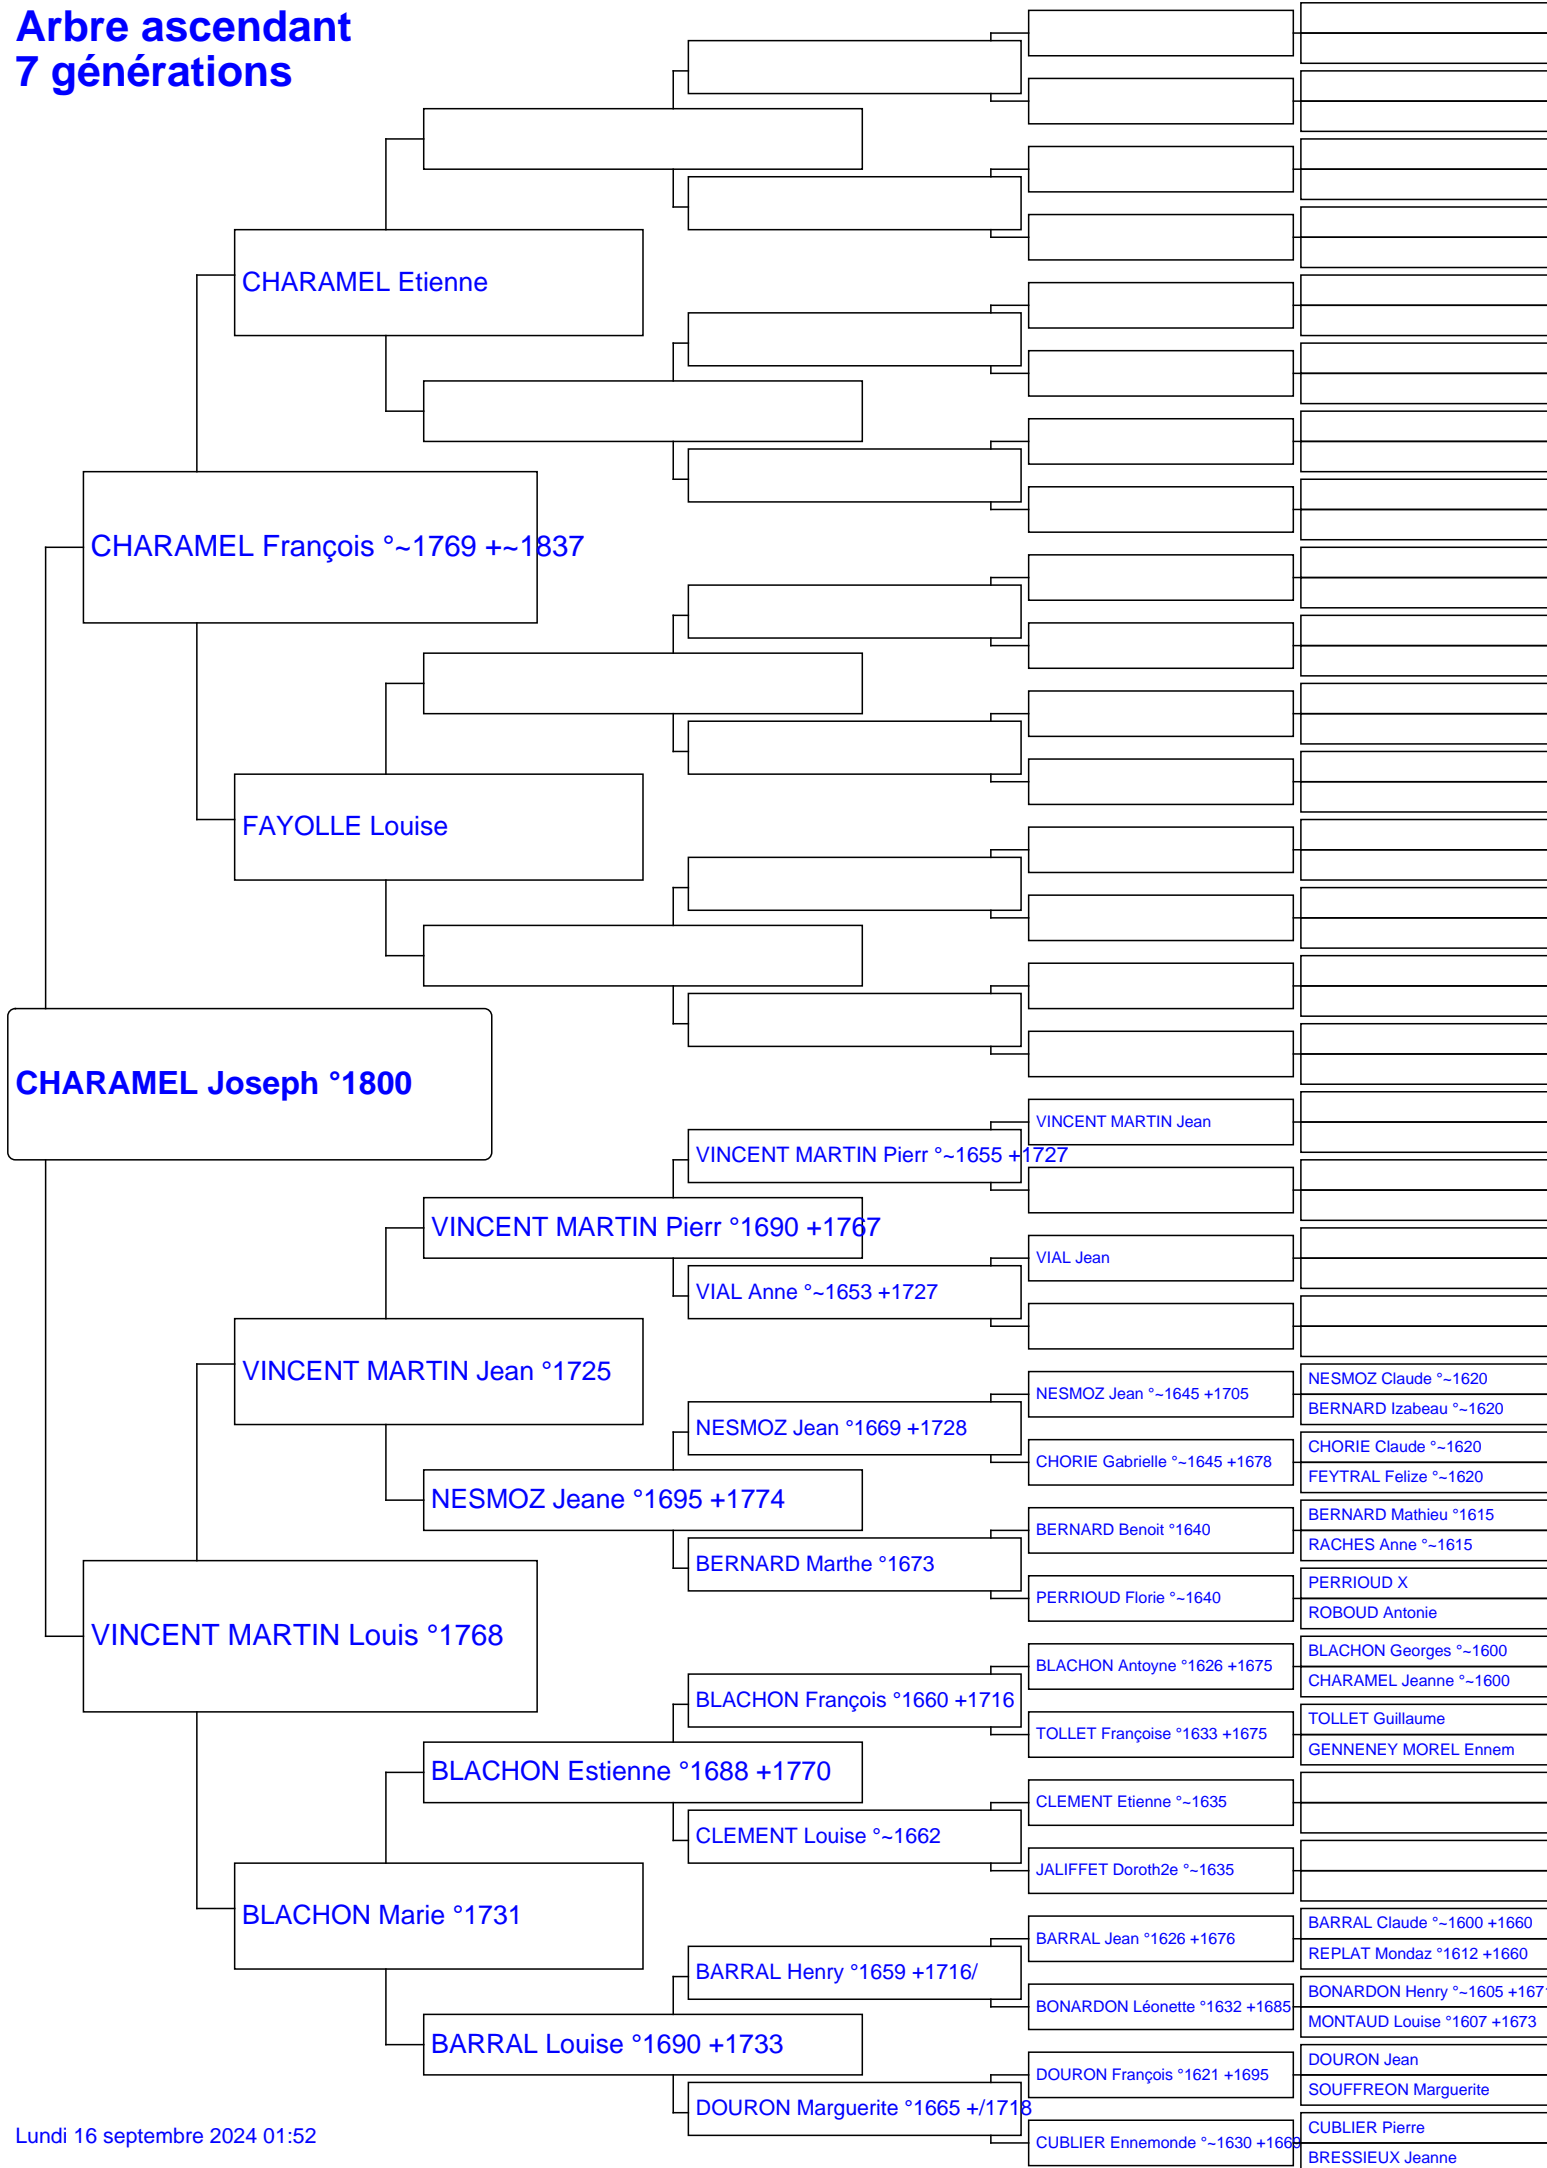 Arbre ascendant
7 générations
CHARAMEL Etienne
CHARAMEL François °~1769 +~1837
FAYOLLE Louise
CHARAMEL Joseph °1800
VINCENT MARTIN Jean
VINCENT MARTIN Pierr °~1655 +1727
VINCENT MARTIN Pierr °1690 +1767
VIAL Jean
VIAL Anne °~1653 +1727
VINCENT MARTIN Jean °1725
NESMOZ Claude °~1620
NESMOZ Jean °~1645 +1705
BERNARD Izabeau °~1620
NESMOZ Jean °1669 +1728
CHORIE Claude °~1620
CHORIE Gabrielle °~1645 +1678
FEYTRAL Felize °~1620
NESMOZ Jeane °1695 +1774
BERNARD Mathieu °1615
BERNARD Benoit °1640
RACHES Anne °~1615
BERNARD Marthe °1673
PERRIOUD X
PERRIOUD Florie °~1640
ROBOUD Antonie
VINCENT MARTIN Louis °1768
BLACHON Georges °~1600
BLACHON Antoyne °1626 +1675
CHARAMEL Jeanne °~1600
BLACHON François °1660 +1716
TOLLET Guillaume
TOLLET Françoise °1633 +1675
GENNENEY MOREL Ennem
BLACHON Estienne °1688 +1770
CLEMENT Etienne °~1635
CLEMENT Louise °~1662
JALIFFET Doroth2e °~1635
BLACHON Marie °1731
BARRAL Claude °~1600 +1660
BARRAL Jean °1626 +1676
REPLAT Mondaz °1612 +1660
BARRAL Henry °1659 +1716/
BONARDON Henry °~1605 +1671
BONARDON Léonette °1632 +1685
MONTAUD Louise °1607 +1673
BARRAL Louise °1690 +1733
DOURON Jean
DOURON François °1621 +1695
SOUFFREON Marguerite
DOURON Marguerite °1665 +/1718
CUBLIER Pierre
CUBLIER Ennemonde °~1630 +1669
BRESSIEUX Jeanne
Lundi 16 septembre 2024 01:52